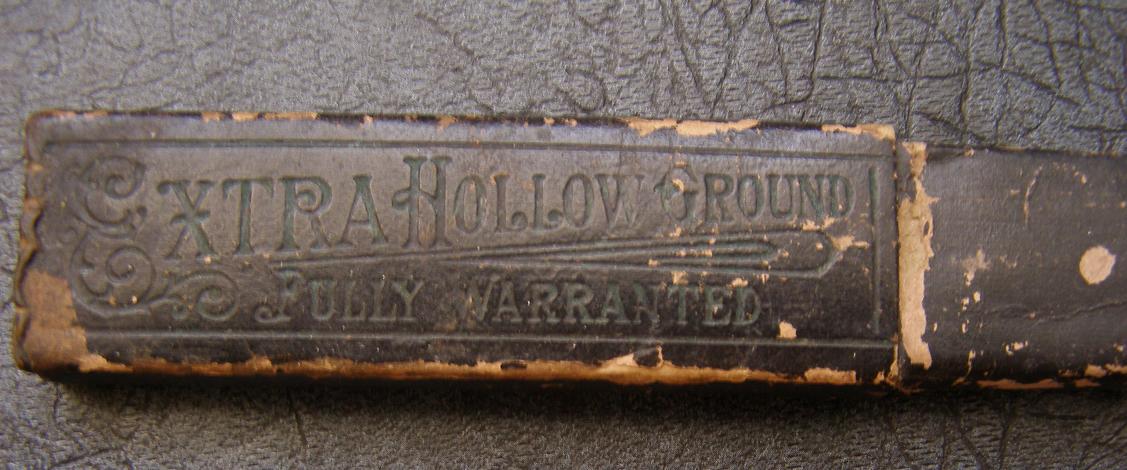 EXTRA HOLLOW GROUND
FULLY WARRANTED